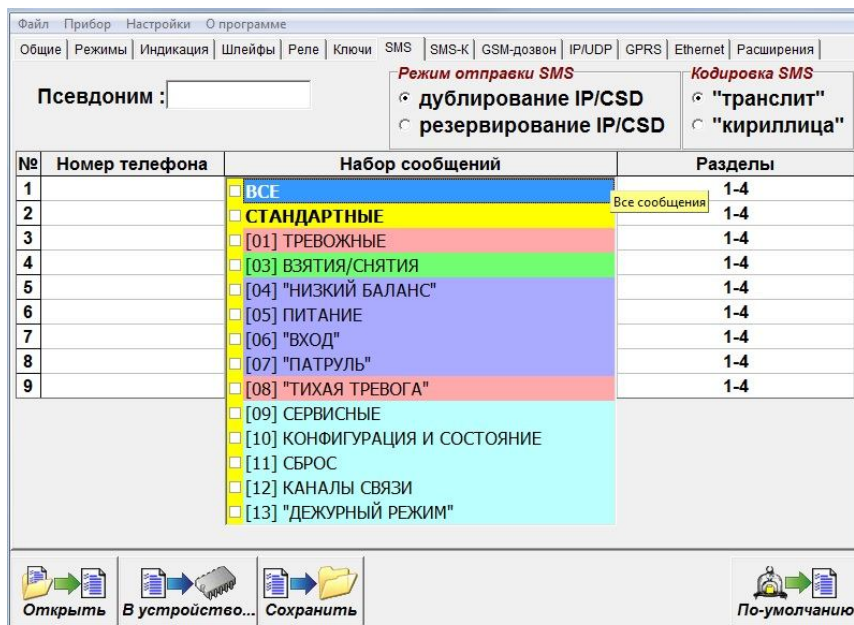 Файл Прибор Настройки О программе
Общие Режимы Индикация Шлейфы Реле Ключи SMS SMS-K GSM-дозвон IP/UDP GPRS Ethernet Расширения
Псевдоним :
Режим отправки SMS
дублирование IP/CSD
резервирование IP/CSD
Кодировка SMS
"транслит"
"кириллица"
№ Номер телефона Набор сообщений Разделы
1 ВСЕ 1-4
Все сообщения
2 СТАНДАРТНЫЕ 1-4
3 [01] ТРЕВОЖНЫЕ 1-4
4 [03] ВЗЯТИЯ/СНЯТИЯ 1-4
5 [04] "НИЗКИЙ БАЛАНС" 1-4
6 [05] ПИТАНИЕ 1-4
7 [06] "ВХОД" 1-4
8 [07] "ПАТРУЛЬ" 1-4
9 [08] "ТИХАЯ ТРЕВОГА" 1-4
[09] СЕРВИСНЫЕ
[10] КОНФИГУРАЦИЯ И СОСТОЯНИЕ
[11] СБРОС
[12] КАНАЛЫ СВЯЗИ
[13] "ДЕЖУРНЫЙ РЕЖИМ"
Открыть В устройство... Сохранить По-умолчанию